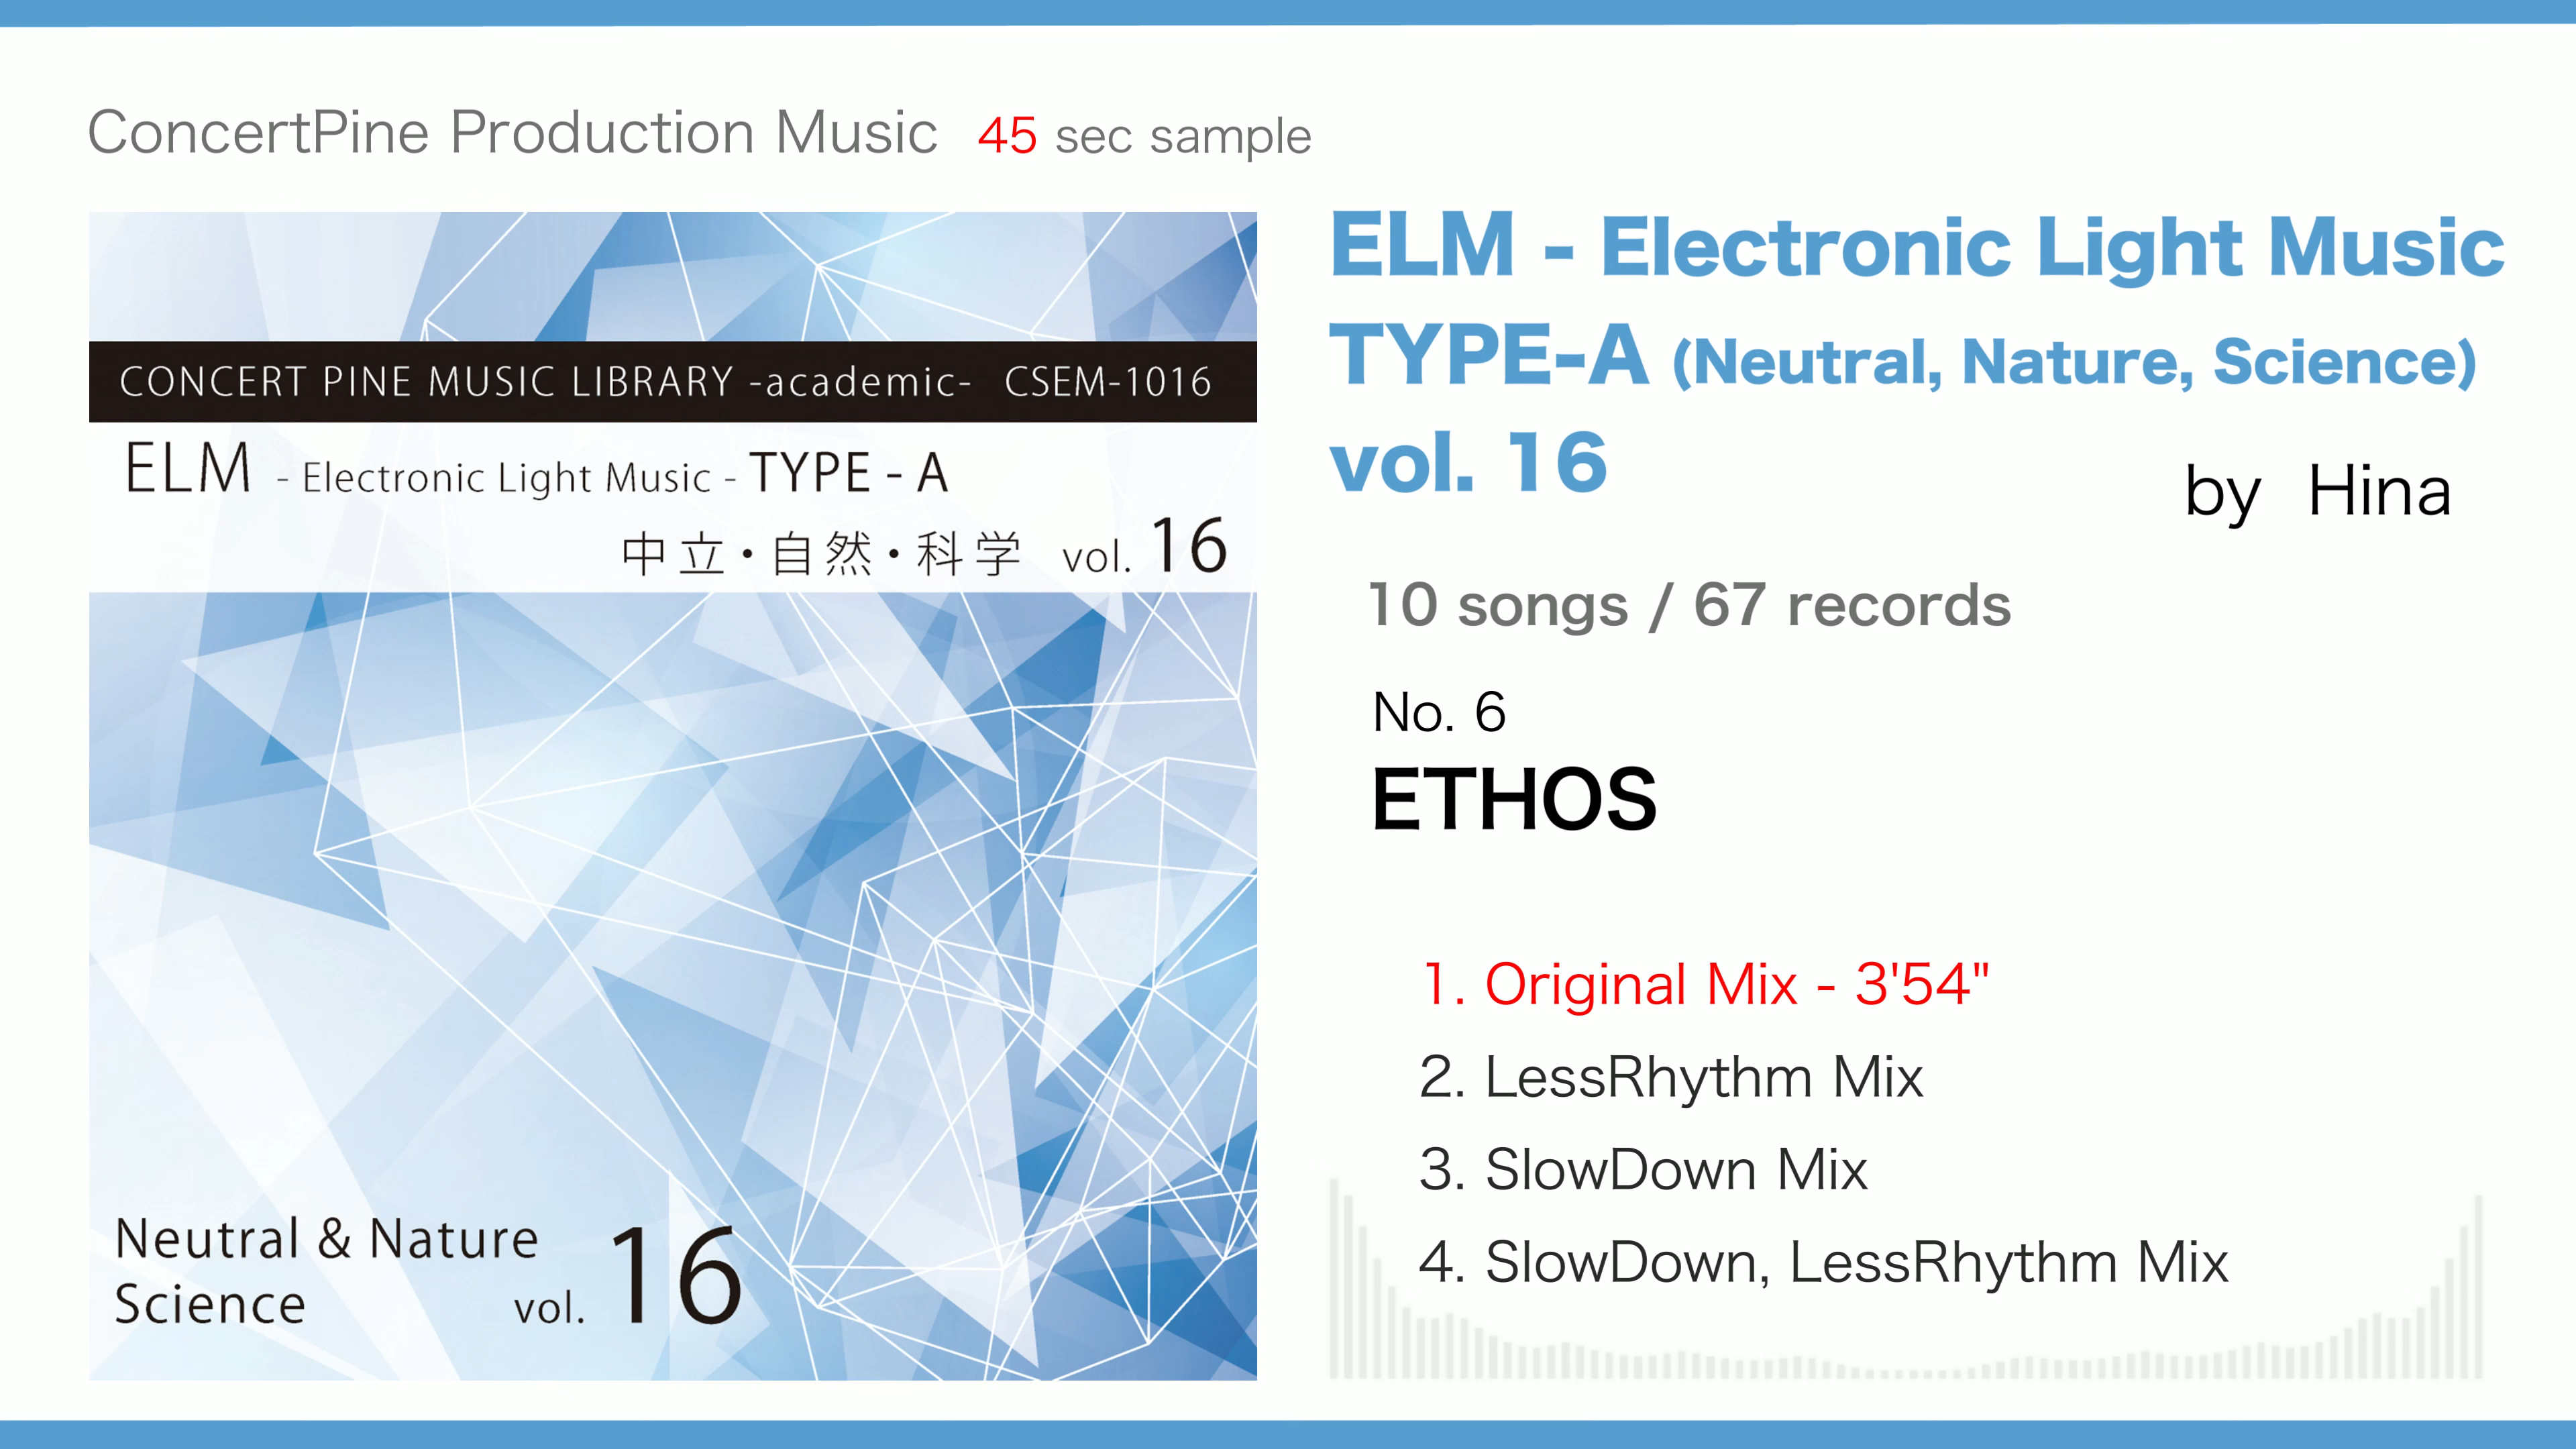 ConcertPine Production Music 45 sec sample
CONCERT PINE MUSIC LIBRARY -academic- CSEM-1016
ELM - Electronic Light Music - TYPE - A
中立・自然・科学 vol. 16
Neutral & Nature
Science vol. 16
ELM - Electronic Light Music
TYPE-A (Neutral, Nature, Science)
vol. 16
by Hina
10 songs / 67 records
No. 6
ETHOS
1. Original Mix - 3'54"
2. LessRhythm Mix
3. SlowDown Mix
4. SlowDown, LessRhythm Mix